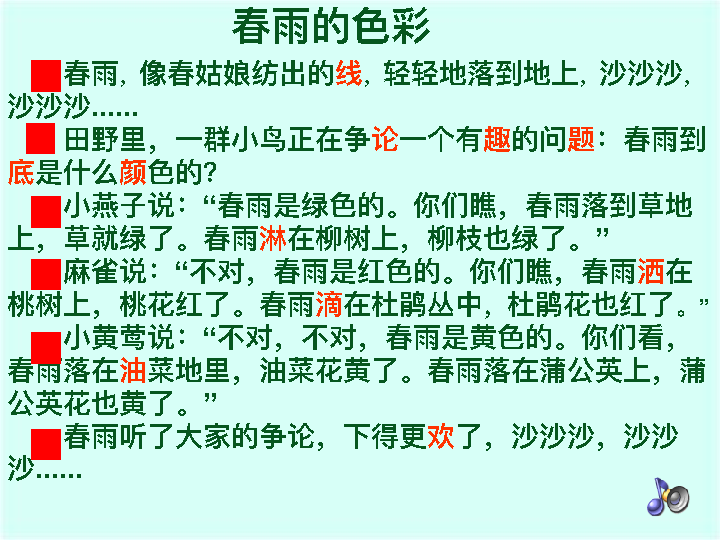 春雨的色彩
春雨，像春姑娘纺出的线，轻轻地落到地上，沙沙沙，
沙沙沙......
田野里，一群小鸟正在争论一个有趣的问题：春雨到
底是什么颜色的？
小燕子说：“春雨是绿色的。你们瞧，春雨落到草地
上，草就绿了。春雨淋在柳树上，柳枝也绿了。”
麻雀说：“不对，春雨是红色的。你们瞧，春雨洒在
桃树上，桃花红了。春雨滴在杜鹃丛中，杜鹃花也红了。”
小黄莺说：“不对，不对，春雨是黄色的。你们看，
春雨落在油菜地里，油菜花黄了。春雨落在蒲公英上，蒲
公英花也黄了。”
春雨听了大家的争论，下得更欢了，沙沙沙，沙沙
沙......